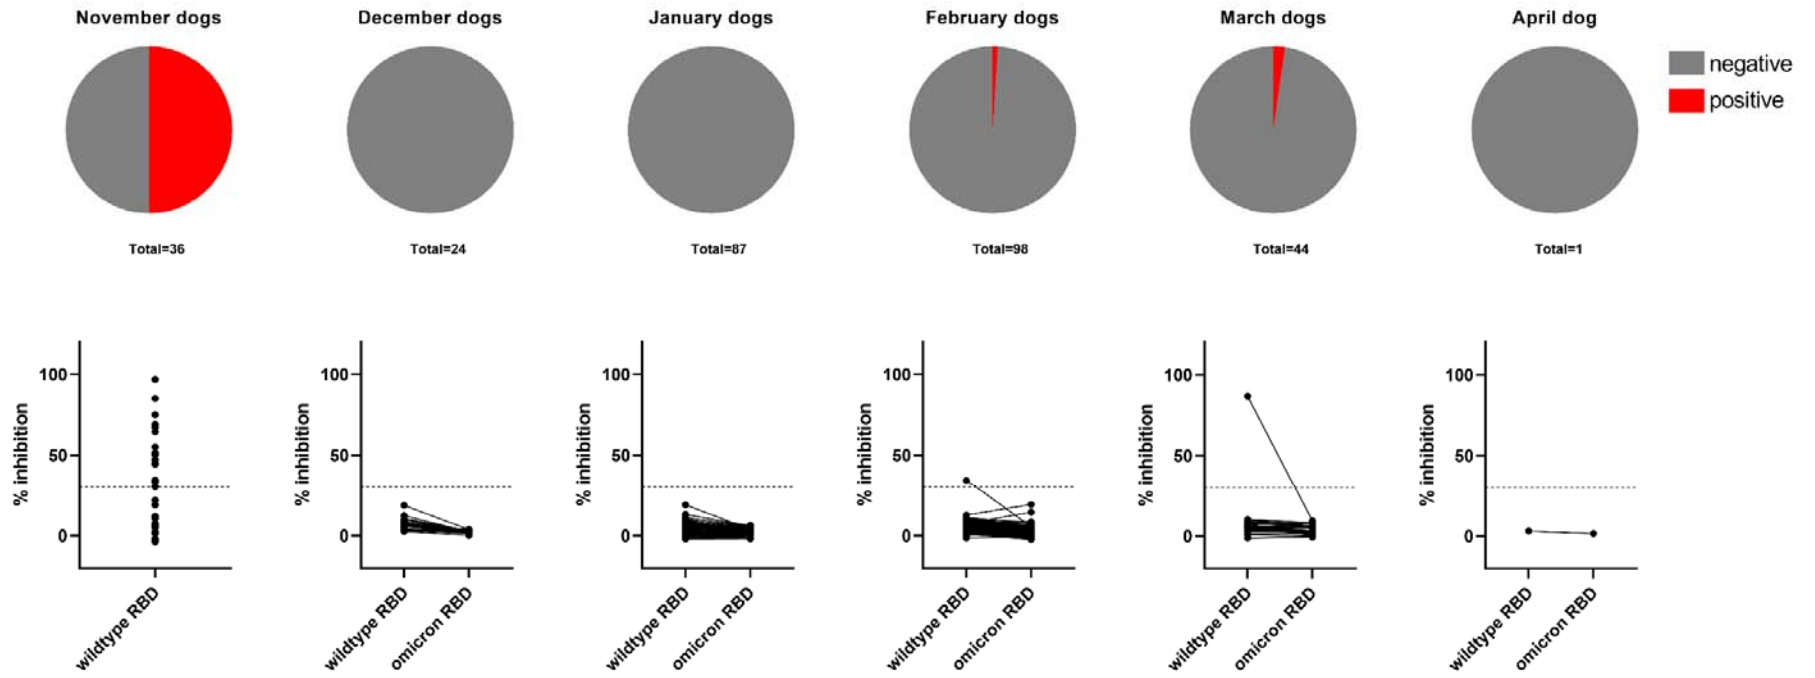 November dogs
December dogs
January dogs
February dogs
March dogs
April dog
negative
positive
Total=36
Total=24
Total=87
Total=98
Total=44
Total=1
% inhibition
100
50
0
wildtype RBD
% inhibition
100
50
0
wildtype RBD
omicron RBD
% inhibition
100
50
0
wildtype RBD
omicron RBD
% inhibition
100
50
0
wildtype RBD
omicron RBD
% inhibition
100
50
0
wildtype RBD
omicron RBD
% inhibition
100
50
0
wildtype RBD
omicron RBD